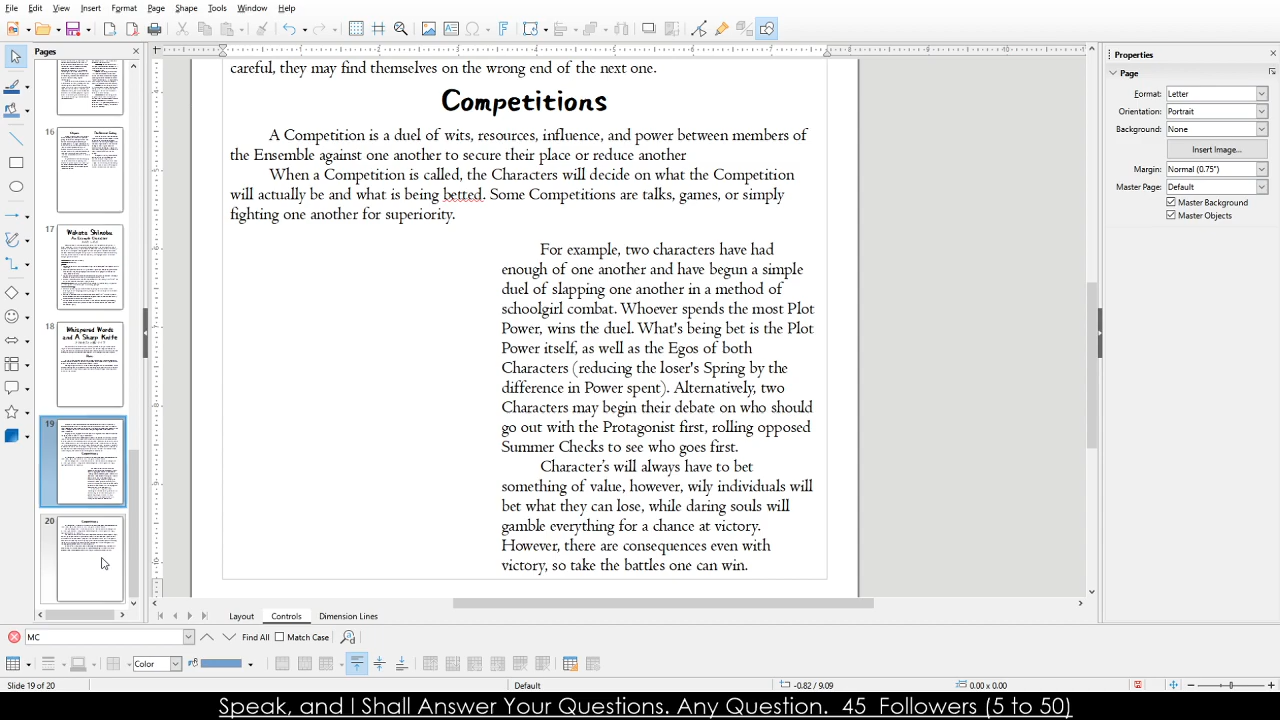 File Edit View Insert Format Page Shape Tools Window Help
Pages
16
17
Wakata Shinobu
18
Whispered Words
and A Sharp Knife
19
20
careful, they may find themselves on the wrong end of the next one.
Competitions
A Competition is a duel of wits, resources, influence, and power between members of
the Ensemble against one another to secure their place or reduce another
When a Competition is called, the Characters will decide on what the Competition
will actually be and what is being betted. Some Competitions are talks, games, or simply
fighting one another for superiority.
For example, two characters have had
enough of one another and have begun a simple
duel of slapping one another in a method of
schoolgirl combat. Whoever spends the most Plot
Power, wins the duel. What's being bet is the Plot
Power itself, as well as the Egos of both
Characters (reducing the loser's Spring by the
difference in Power spent). Alternatively, two
Characters may begin their debate on who should
go out with the Protagonist first, rolling opposed
Summer Checks to see who goes first.
Character's will always have to bet
something of value, however, wily individuals will
bet what they can lose, while daring souls will
gamble everything for a chance at victory.
However, there are consequences even with
victory, so take the battles one can win.
Properties
Page
Format: Letter
Orientation: Portrait
Background: None
Insert Image...
Margin: Normal (0.75")
Master Page: Default
Master Background
Master Objects
Layout Controls Dimension Lines
MC Find All Match Case
Color
Slide 19 of 20 Default -0.82 / 9.09 0.00 x 0.00
Speak, and I Shall Answer Your Questions. Any Question. 45 Followers (5 to 50)